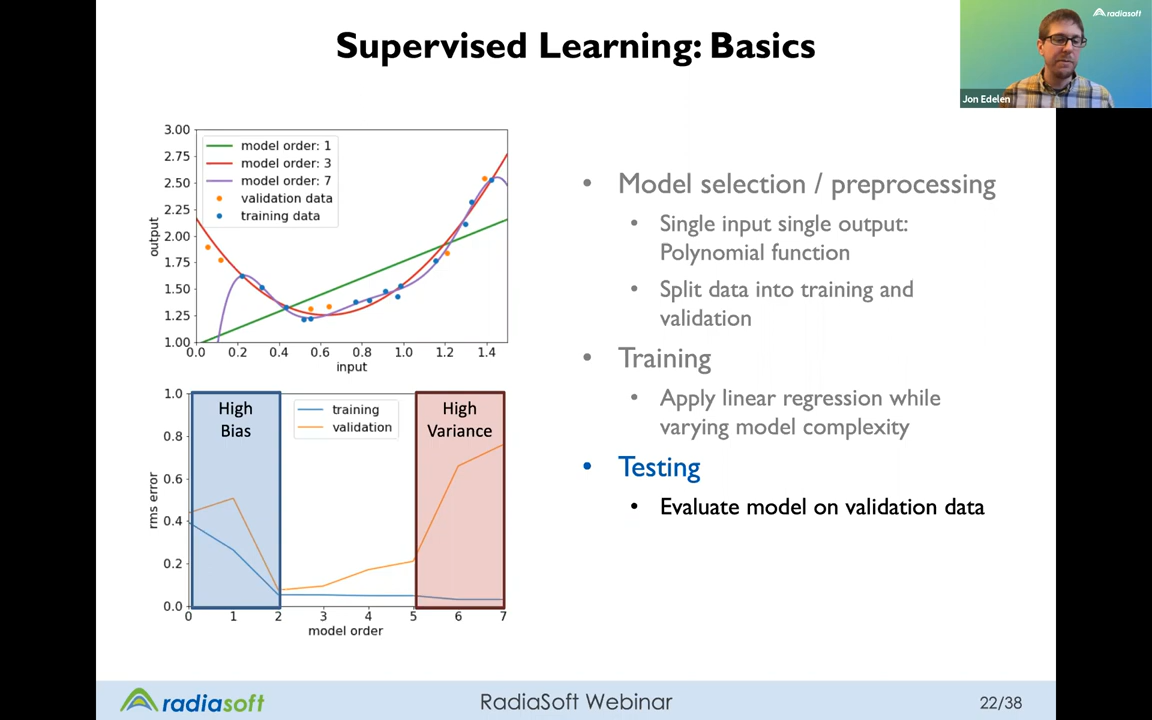 Supervised Learning: Basics
radiasoft
Jon Edelen
3.00
2.75
2.50
2.25
2.00
1.75
1.50
1.25
1.00
output
model order: 1
model order: 3
model order: 7
validation data
training data
0.0 0.2 0.4 0.6 0.8 1.0 1.2 1.4
input
1.0
0.8
0.6
0.4
0.2
0.0
rms error
High
Bias
training
validation
High
Variance
0 1 2 3 4 5 6 7
model order
• Model selection / preprocessing
• Single input single output:
Polynomial function
• Split data into training and
validation
• Training
• Apply linear regression while
varying model complexity
• Testing
• Evaluate model on validation data
radiasoft
RadiaSoft Webinar
22/38